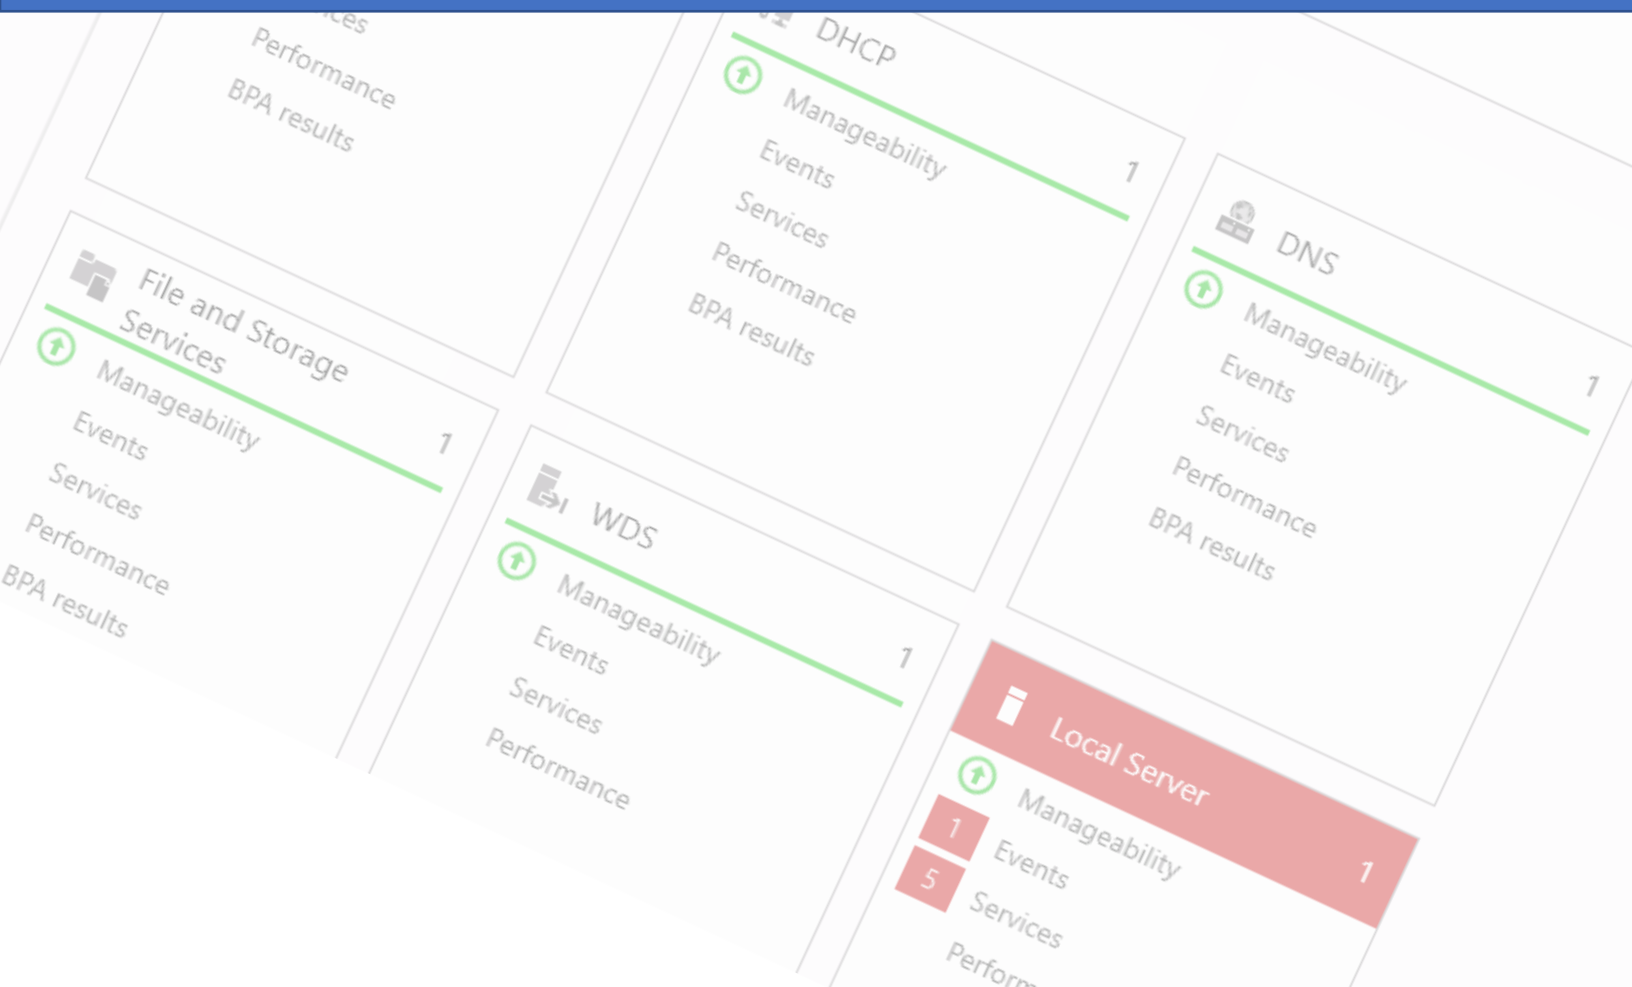 Performance
BPA results
DHCP
1
Manageability
Events
Services
Performance
BPA results
DNS
1
Manageability
Events
Services
Performance
BPA results
File and Storage
Services
1
Manageability
Events
Services
Performance
BPA results
WDS
1
Manageability
Events
Services
Performance
Local Server
1
Manageability
1 Events
5 Services